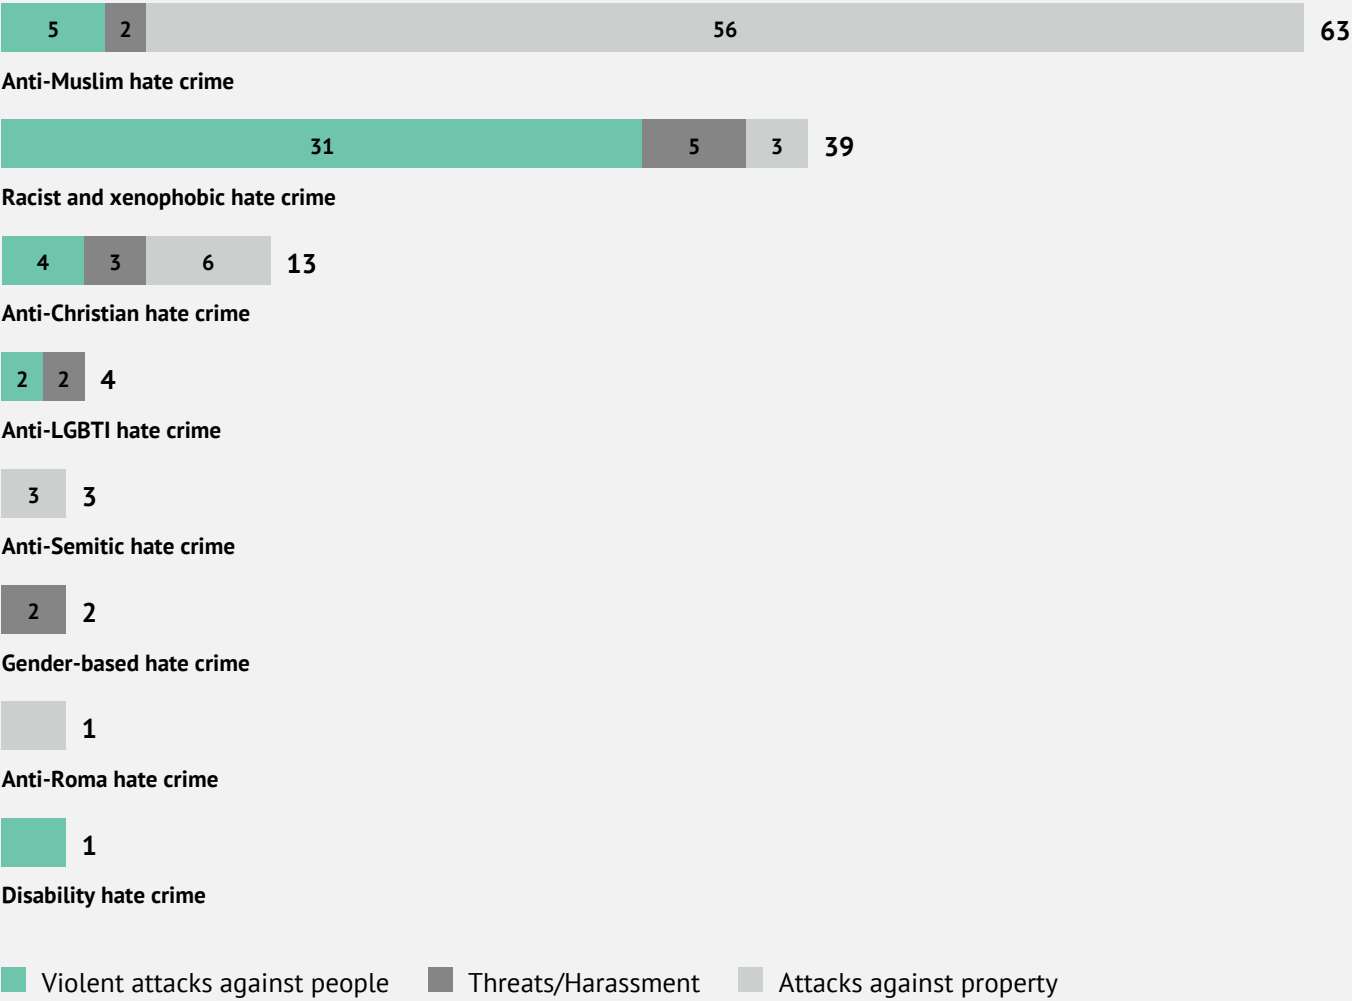 5 2 56 63
Anti-Muslim hate crime
31 5 3 39
Racist and xenophobic hate crime
4 3 6 13
Anti-Christian hate crime
2 2 4
Anti-LGBTI hate crime
3 3
Anti-Semitic hate crime
2 2
Gender-based hate crime
1
Anti-Roma hate crime
1
Disability hate crime
Violent attacks against people Threats/Harassment Attacks against property